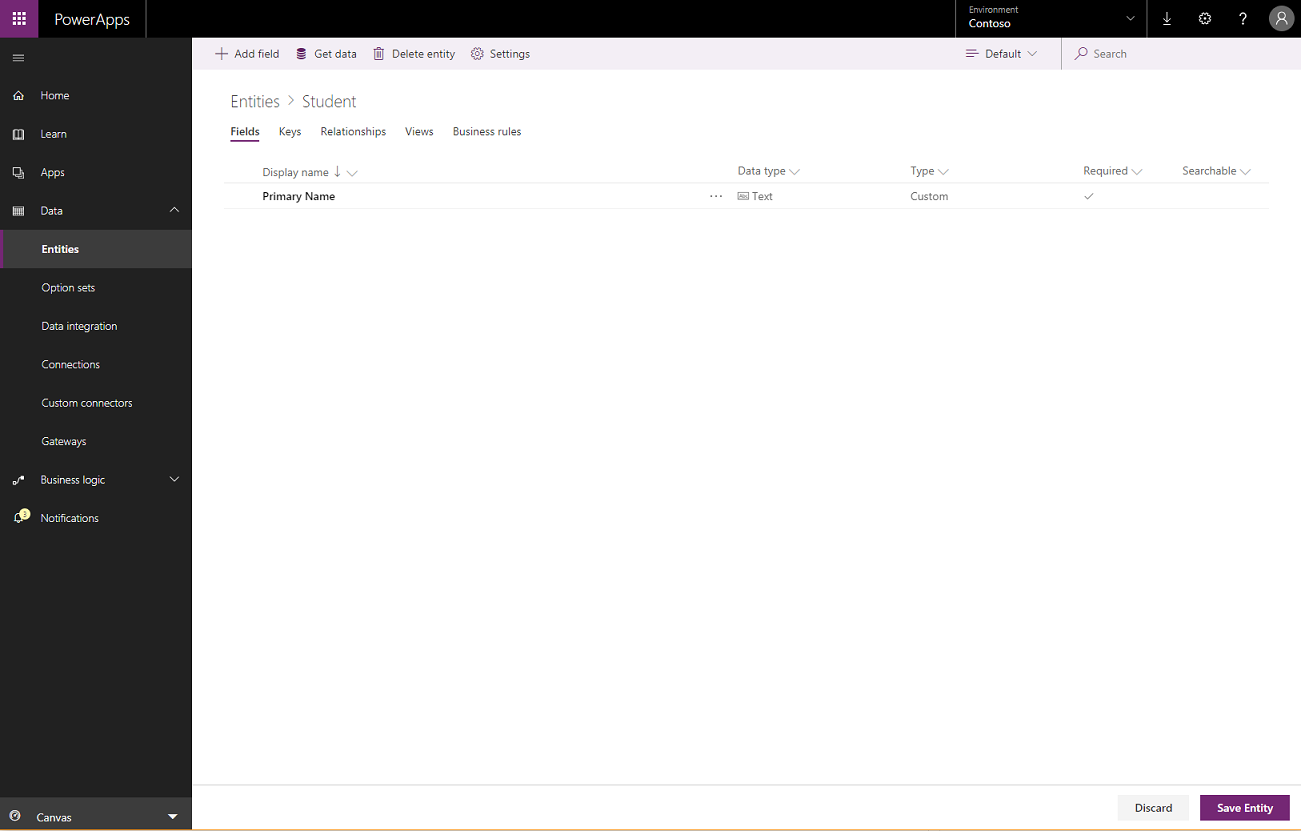 PowerApps
Environment
Contoso
?
Add field
Get data
Delete entity
Settings
Default
Search
Home
Learn
Apps
Data
Entities
Option sets
Data integration
Connections
Custom connectors
Gateways
Business logic
Notifications
Canvas
Entities > Student
Fields Keys Relationships Views Business rules
Display name Data type Type Required Searchable
Primary Name ... Abc Text Custom
Discard Save Entity